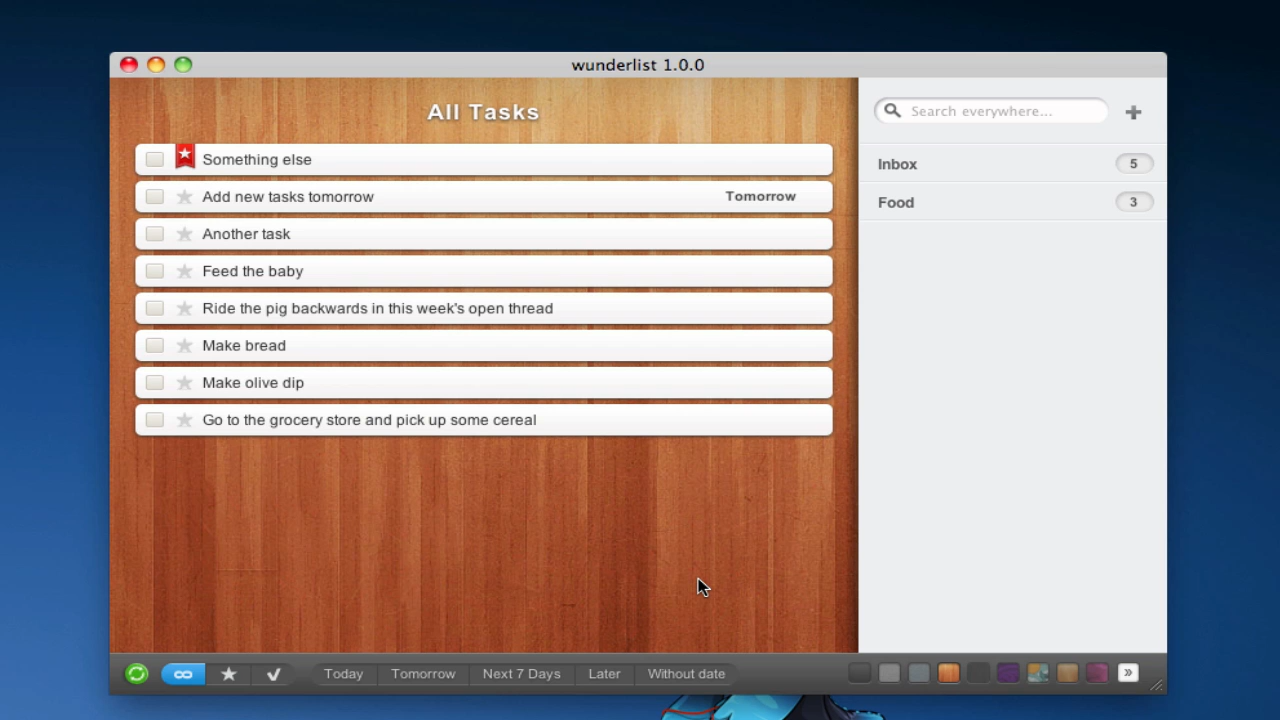 wunderlist 1.0.0
All Tasks
Something else
Add new tasks tomorrow Tomorrow
Another task
Feed the baby
Ride the pig backwards in this week's open thread
Make bread
Make olive dip
Go to the grocery store and pick up some cereal
Search everywhere...
Inbox 5
Food 3
Today Tomorrow Next 7 Days Later Without date